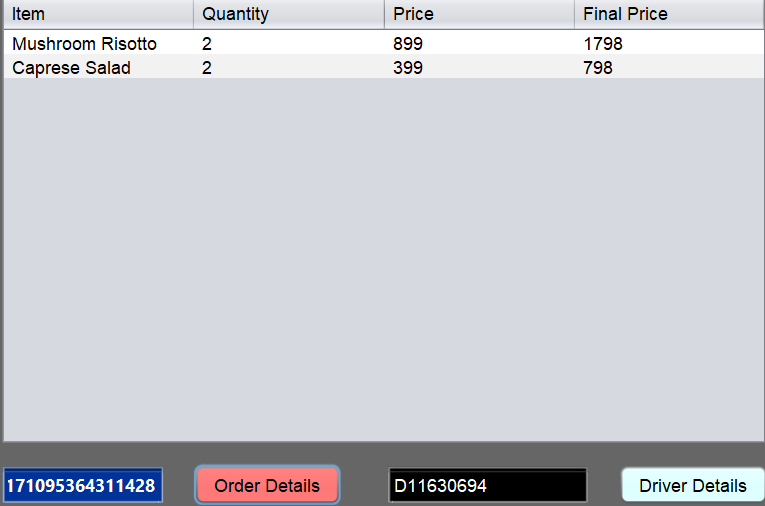 Item Quantity Price Final Price
Mushroom Risotto 2 899 1798
Caprese Salad 2 399 798
171095364311428 Order Details D11630694 Driver Details